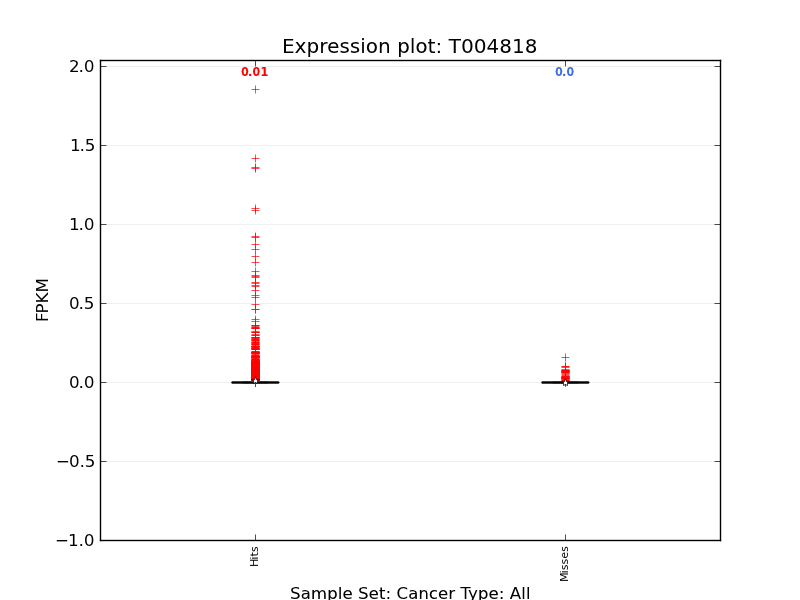 Expression plot: T004818
0.01
0.0
2.0
1.5
1.0
0.5
0.0
−0.5
−1.0
FPKM
Hits
Misses
Sample Set: Cancer Type: All